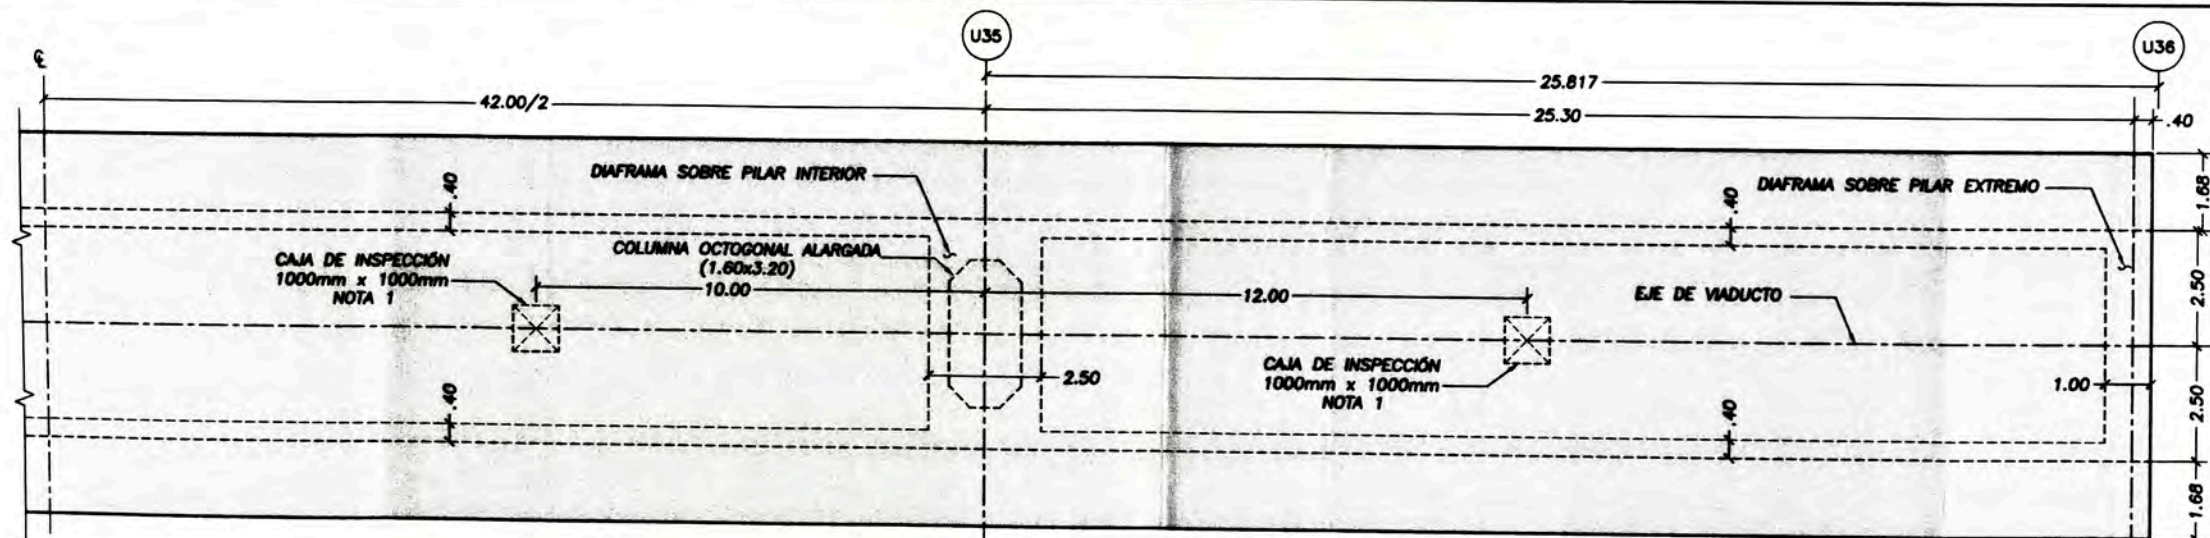 U35
U36
℄
25.817
42.00/2
25.30
.40
DIAFRAMA SOBRE PILAR INTERIOR
DIAFRAMA SOBRE PILAR EXTREMO
1.68
.40
.40
COLUMNA OCTOGONAL ALARGADA
(1.60x3.20)
CAJA DE INSPECCIÓN
1000mm x 1000mm
NOTA 1
10.00
12.00
EJE DE VIADUCTO
2.50
2.50
CAJA DE INSPECCIÓN
1000mm x 1000mm
NOTA 1
1.00
.40
.40
2.50
1.68